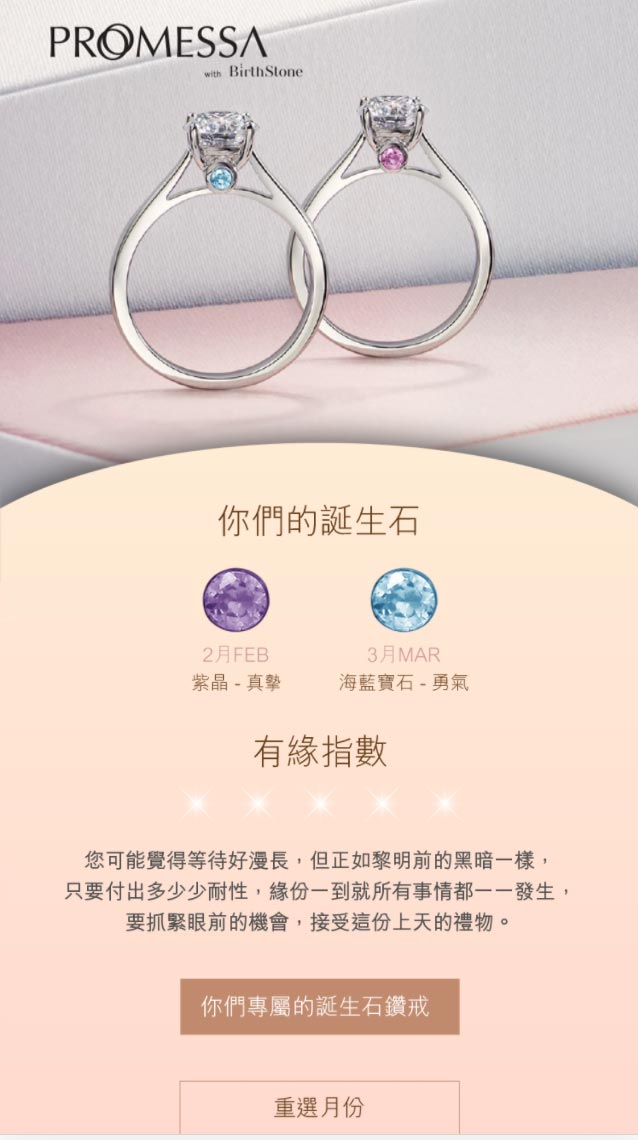 PROMESSA
with BirthStone
你們的誕生石
2月FEB
3月MAR
紫晶 - 真摯
海藍寶石 - 勇氣
有緣指數
您可能覺得等待好漫長，但正如黎明前的黑暗一樣，
只要付出多少少耐性，緣份一到就所有事情都一一發生，
要抓緊眼前的機會，接受這份上天的禮物。
你們專屬的誕生石鑽戒
重選月份